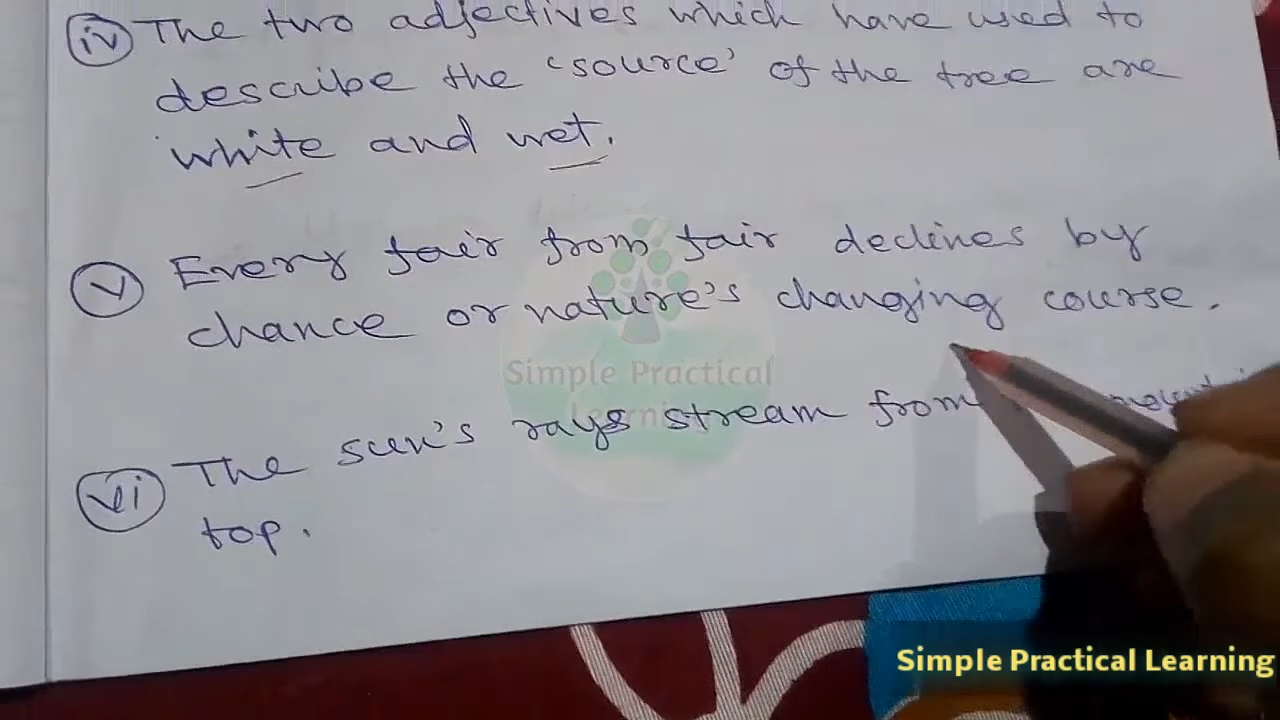 iv The two adjectives which have used to
describe the 'source' of the tree are
white and wet.
v Every fair from fair declines by
chance or nature's changing course.
Simple Practical
Learning
vi The sun's rays stream from
top.
Simple Practical Learning